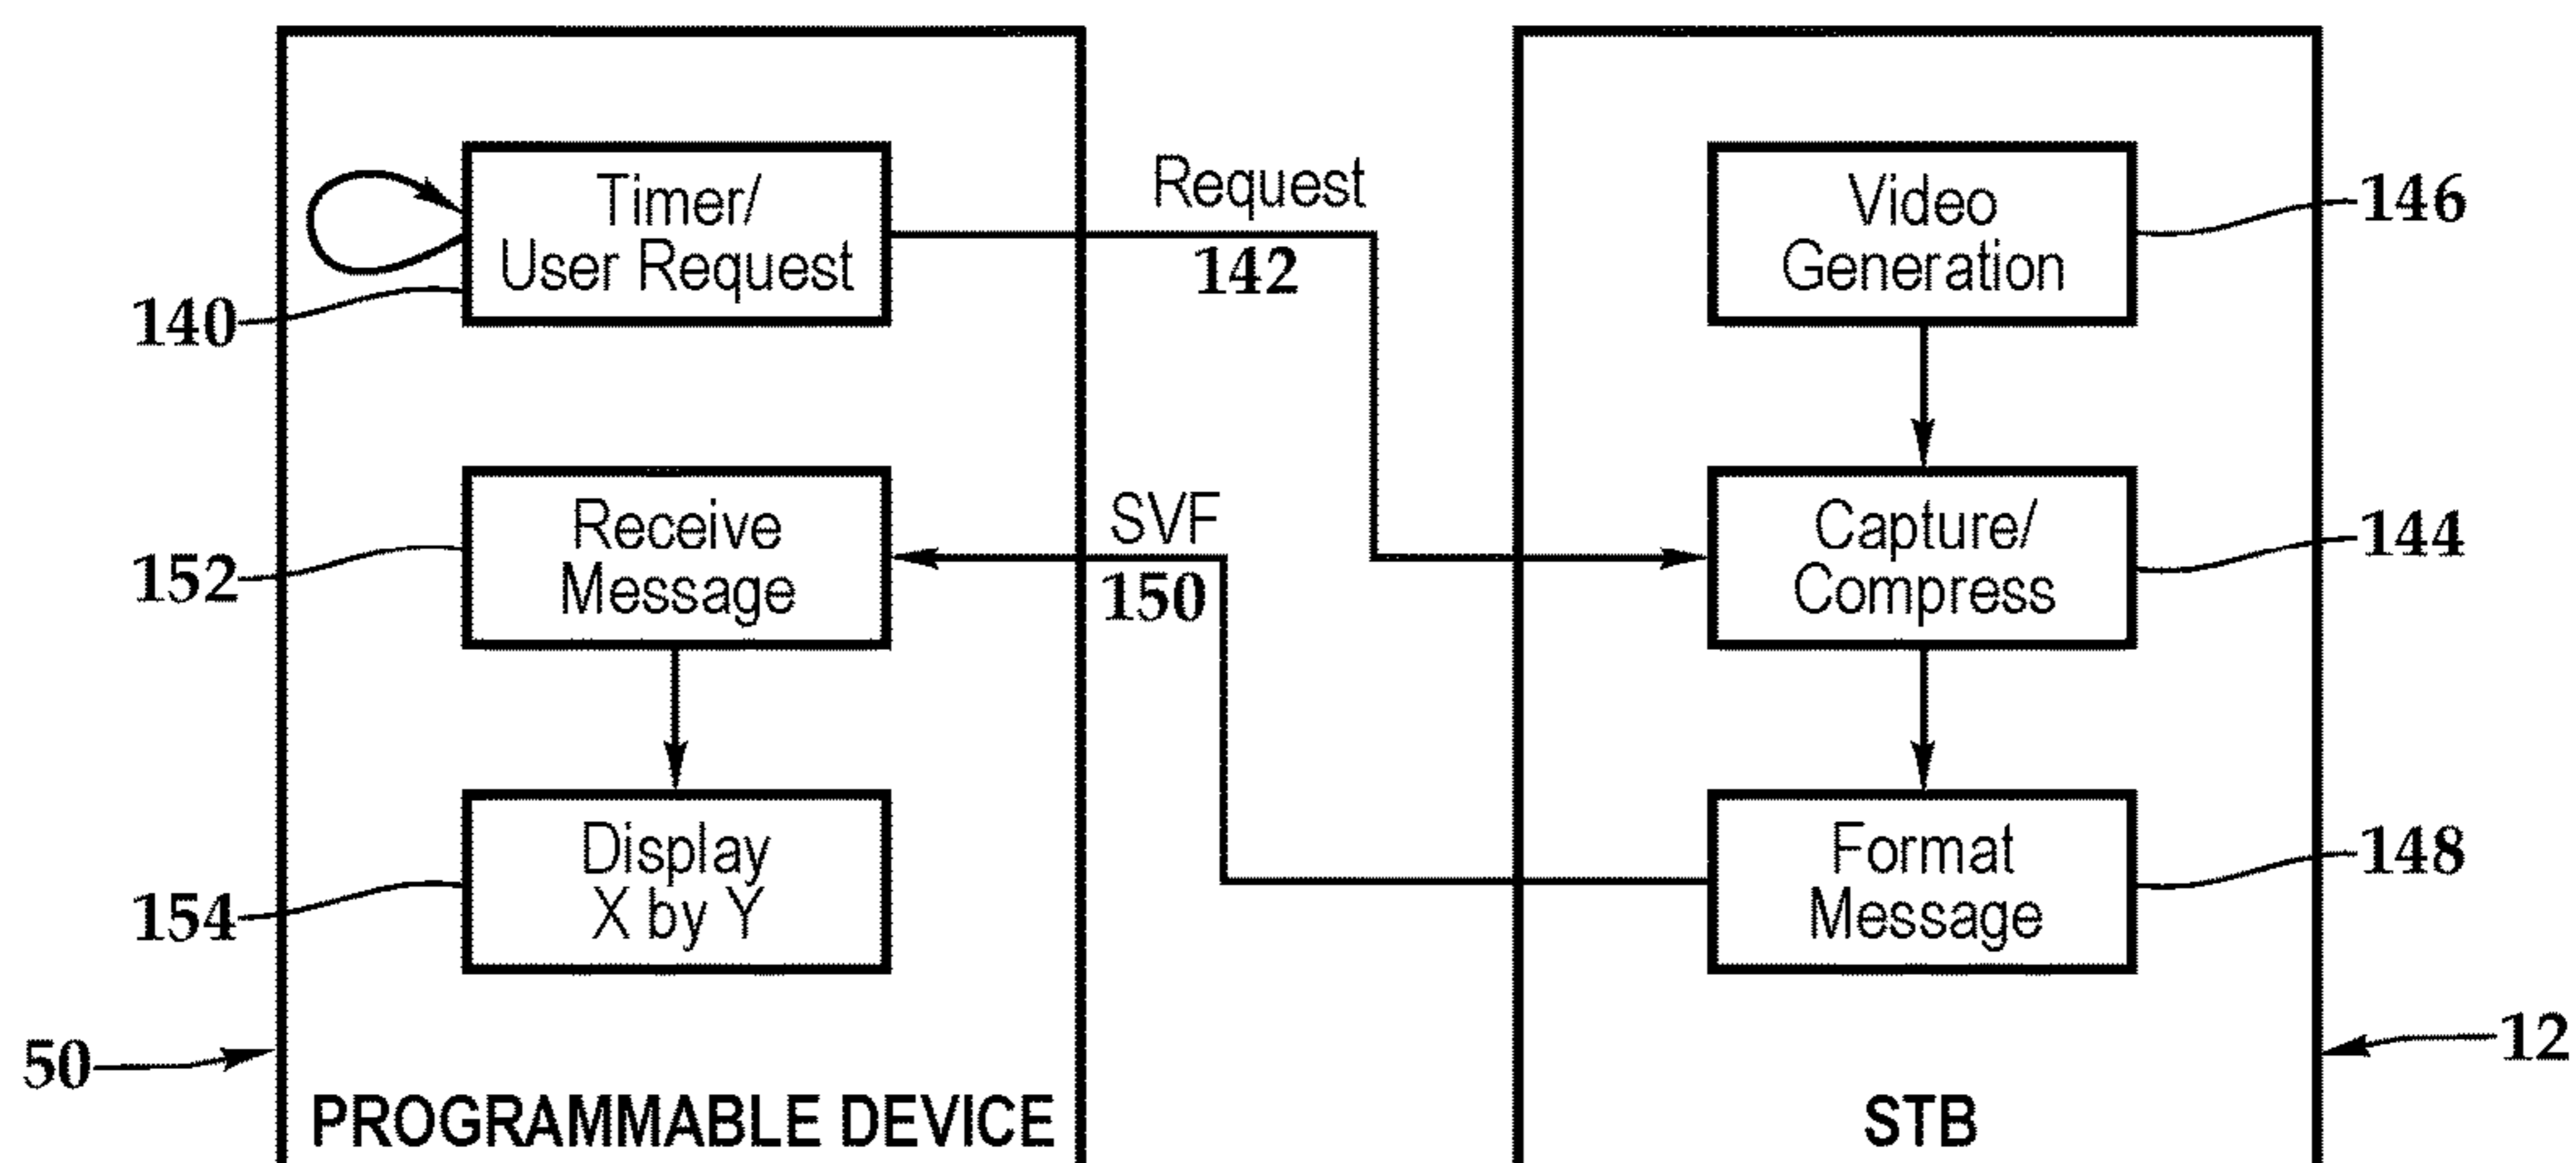 Timer/
User Request
140
Request
142
Video
Generation
146
Receive
Message
152
SVF
150
Capture/
Compress
144
Display
X by Y
154
Format
Message
148
50
PROGRAMMABLE DEVICE
STB
12